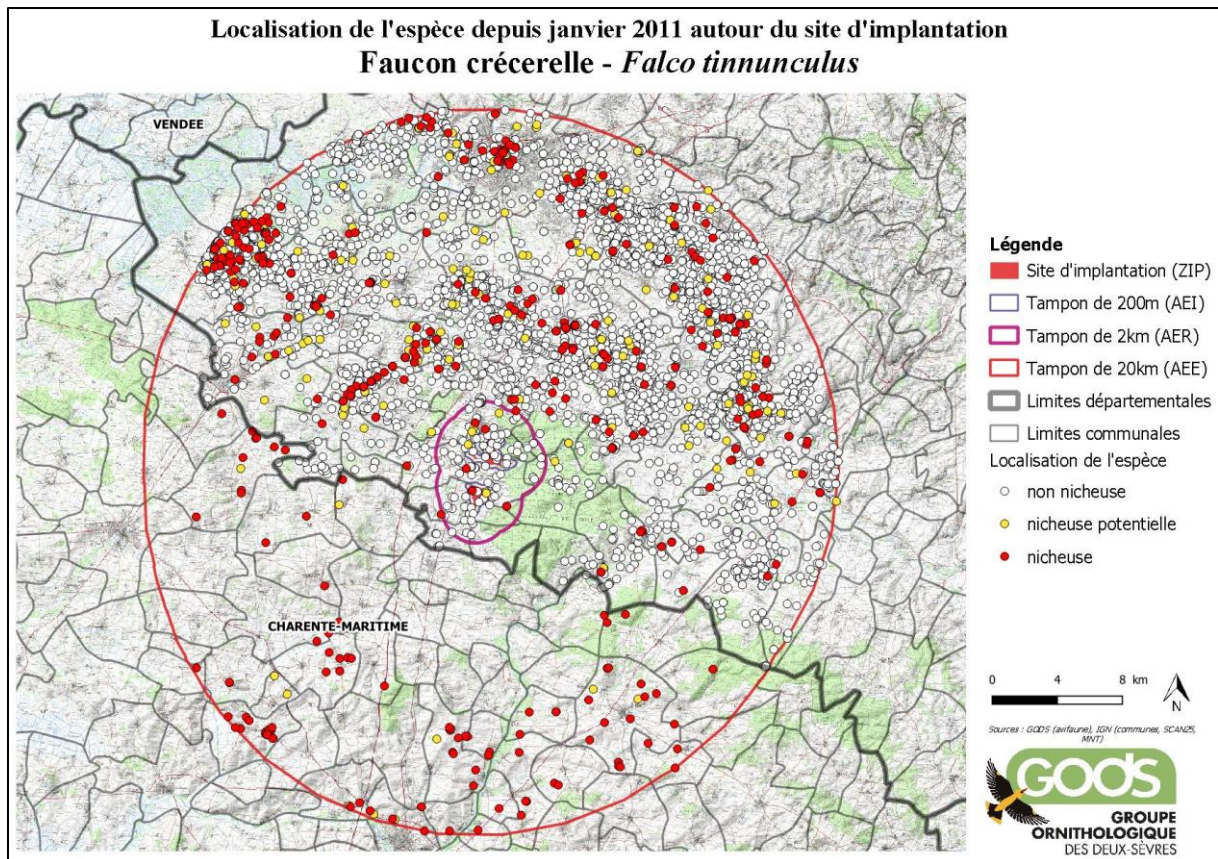 Localisation de l'espèce depuis janvier 2011 autour du site d'implantation
Faucon crécerelle - Falco tinnunculus
VENDEE
CHARENTE-MARITIME
Légende
Site d'implantation (ZIP)
Tampon de 200m (AEI)
Tampon de 2km (AER)
Tampon de 20km (AEE)
Limites départementales
Limites communales
Localisation de l'espèce
non nicheuse
nicheuse potentielle
nicheuse
0 4 8 km
N
Sources : GODS (avifaune), IGN (communes, SCAN25,
MNT)
GODS
GROUPE
ORNITHOLOGIQUE
DES DEUX-SÈVRES